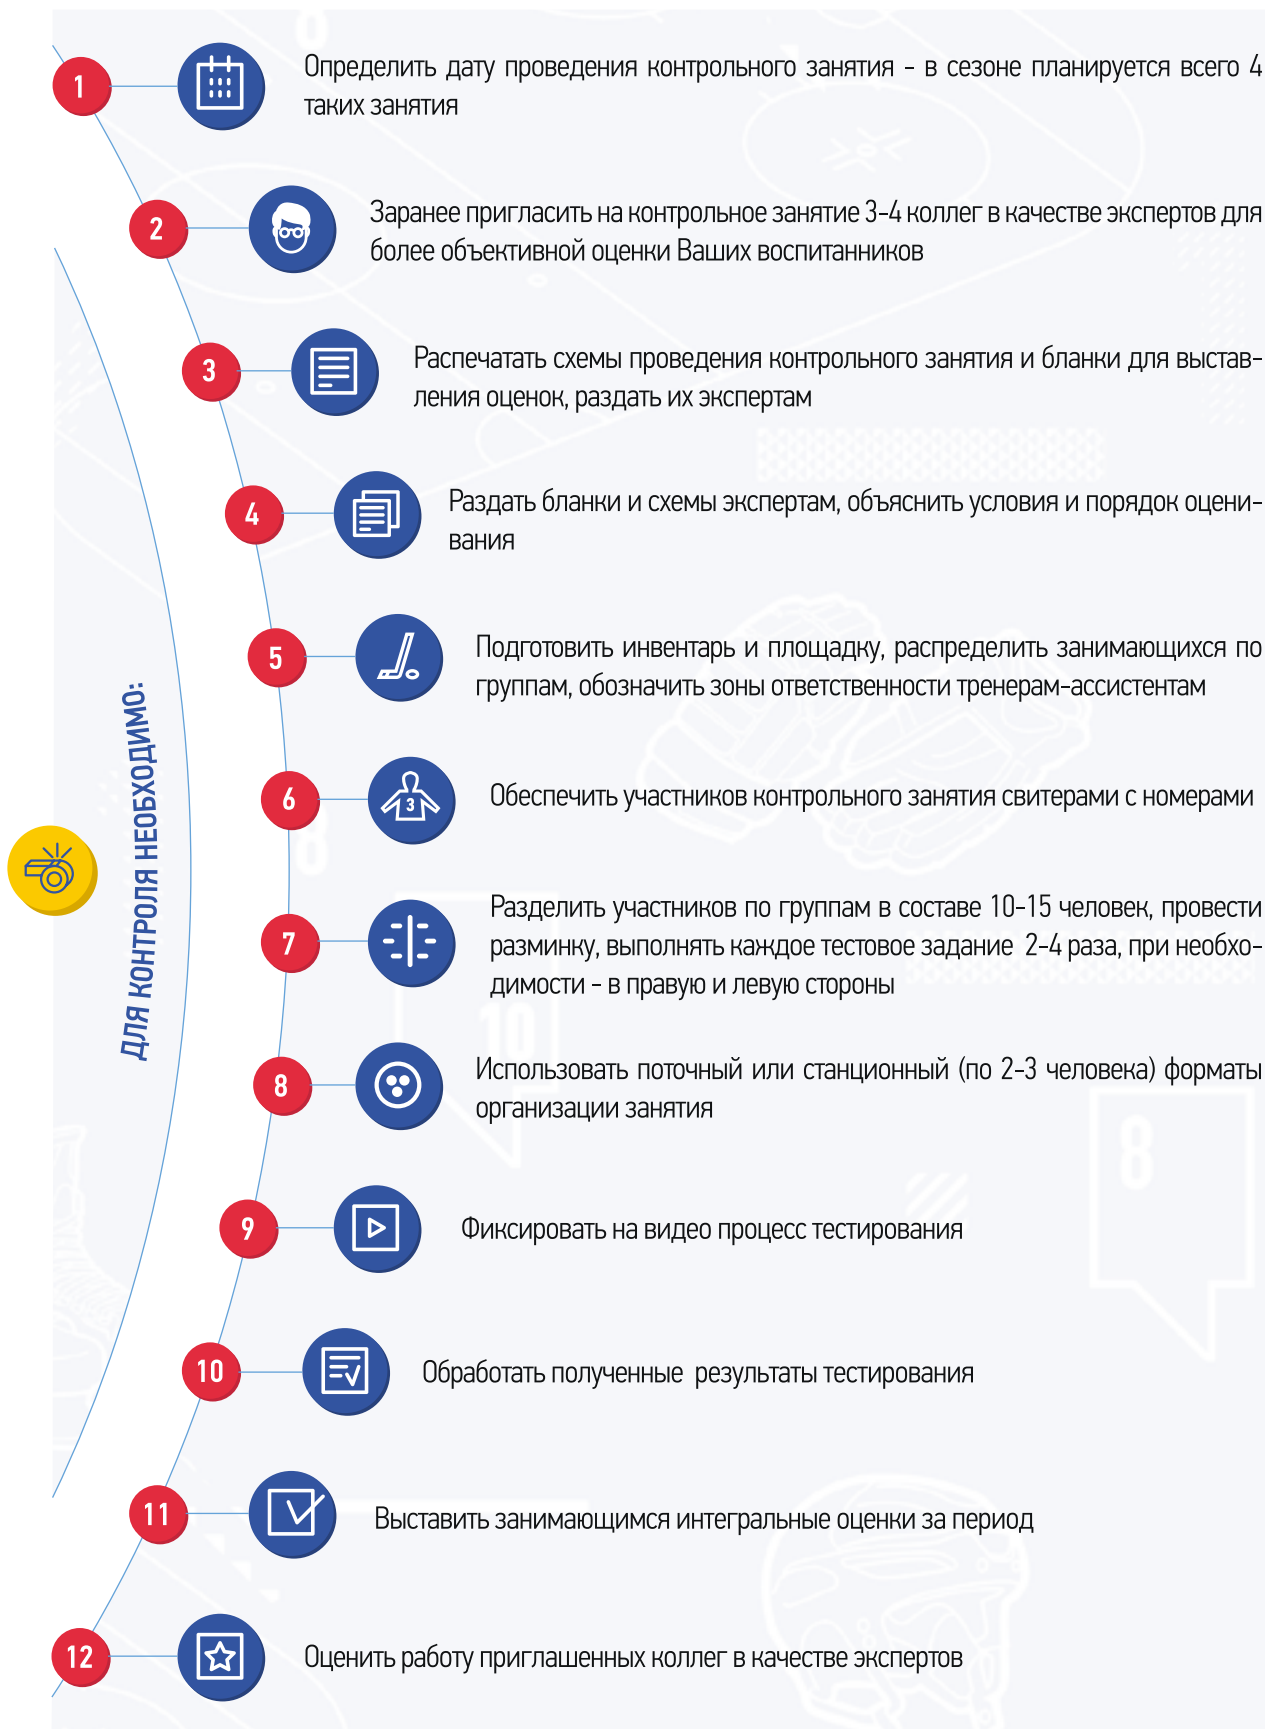 1
Определить дату проведения контрольного занятия - в сезоне планируется всего 4
таких занятия
2
Заранее пригласить на контрольное занятие 3-4 коллег в качестве экспертов для
более объективной оценки Ваших воспитанников
3
Распечатать схемы проведения контрольного занятия и бланки для выстав-
ления оценок, раздать их экспертам
4
Раздать бланки и схемы экспертам, объяснить условия и порядок оцени-
вания
5
Подготовить инвентарь и площадку, распределить занимающихся по
группам, обозначить зоны ответственности тренерам-ассистентам
ДЛЯ КОНТРОЛЯ НЕОБХОДИМО:
6
3
Обеспечить участников контрольного занятия свитерами с номерами
8
7
Разделить участников по группам в составе 10-15 человек, провести
разминку, выполнять каждое тестовое задание 2-4 раза, при необхо-
димости - в правую и левую стороны
10
8
Использовать поточный или станционный (по 2-3 человека) форматы
организации занятия
8
9
Фиксировать на видео процесс тестирования
10
Обработать полученные результаты тестирования
11
Выставить занимающимся интегральные оценки за период
12
Оценить работу приглашенных коллег в качестве экспертов